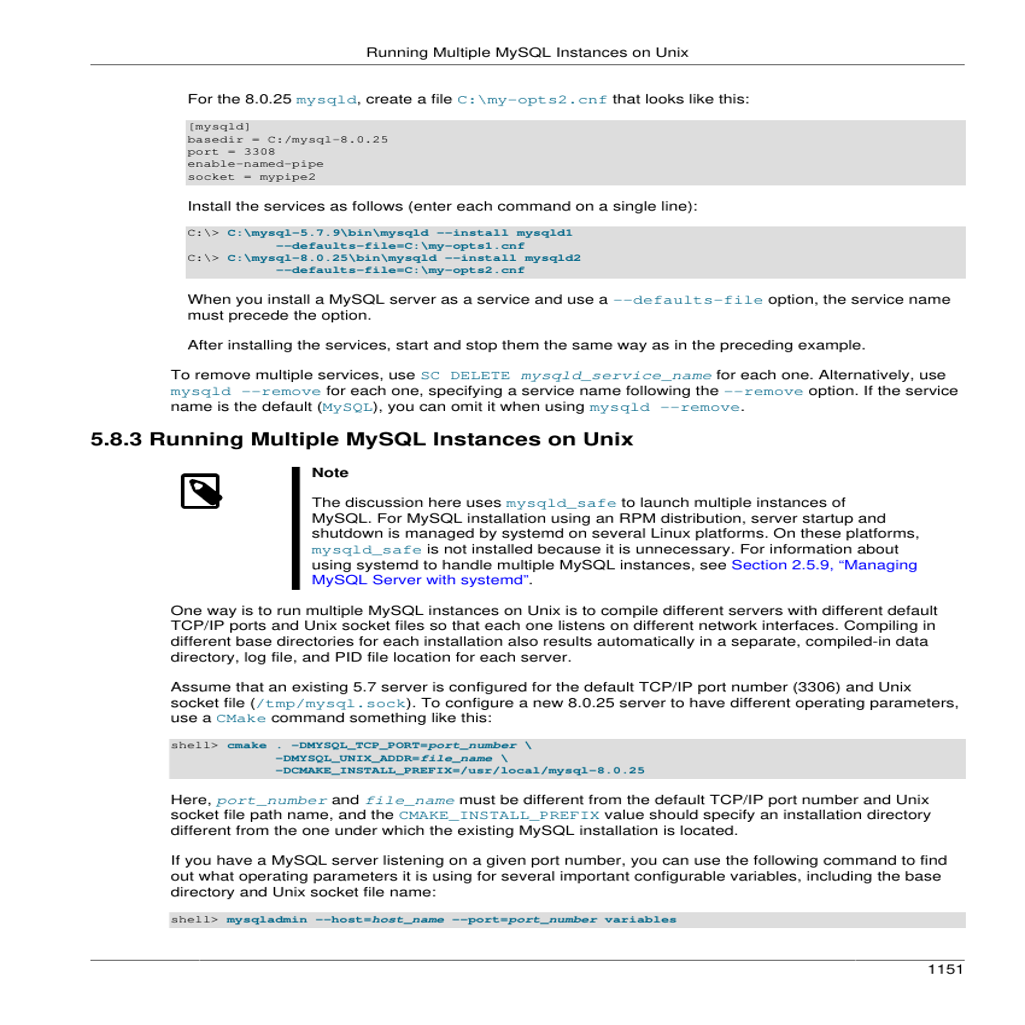 Running Multiple MySQL Instances on Unix
For the 8.0.25 mysqld, create a file C:\my-opts2.cnf that looks like this:
[mysqld]
basedir = C:/mysql-8.0.25
port = 3308
enable-named-pipe
socket = mypipe2
Install the services as follows (enter each command on a single line):
C:\> C:\mysql-5.7.9\bin\mysqld --install mysqld1
--defaults-file=C:\my-opts1.cnf
C:\> C:\mysql-8.0.25\bin\mysqld --install mysqld2
--defaults-file=C:\my-opts2.cnf
When you install a MySQL server as a service and use a --defaults-file option, the service name
must precede the option.
After installing the services, start and stop them the same way as in the preceding example.
To remove multiple services, use SC DELETE mysqld_service_name for each one. Alternatively, use
mysqld --remove for each one, specifying a service name following the --remove option. If the service
name is the default (MySQL), you can omit it when using mysqld --remove.
5.8.3 Running Multiple MySQL Instances on Unix
Note
The discussion here uses mysqld_safe to launch multiple instances of
MySQL. For MySQL installation using an RPM distribution, server startup and
shutdown is managed by systemd on several Linux platforms. On these platforms,
mysqld_safe is not installed because it is unnecessary. For information about
using systemd to handle multiple MySQL instances, see Section 2.5.9, “Managing
MySQL Server with systemd”.
One way is to run multiple MySQL instances on Unix is to compile different servers with different default
TCP/IP ports and Unix socket files so that each one listens on different network interfaces. Compiling in
different base directories for each installation also results automatically in a separate, compiled-in data
directory, log file, and PID file location for each server.
Assume that an existing 5.7 server is configured for the default TCP/IP port number (3306) and Unix
socket file (/tmp/mysql.sock). To configure a new 8.0.25 server to have different operating parameters,
use a CMake command something like this:
shell> cmake . -DMYSQL_TCP_PORT=port_number \
-DMYSQL_UNIX_ADDR=file_name \
-DCMAKE_INSTALL_PREFIX=/usr/local/mysql-8.0.25
Here, port_number and file_name must be different from the default TCP/IP port number and Unix
socket file path name, and the CMAKE_INSTALL_PREFIX value should specify an installation directory
different from the one under which the existing MySQL installation is located.
If you have a MySQL server listening on a given port number, you can use the following command to find
out what operating parameters it is using for several important configurable variables, including the base
directory and Unix socket file name:
shell> mysqladmin --host=host_name --port=port_number variables
1151